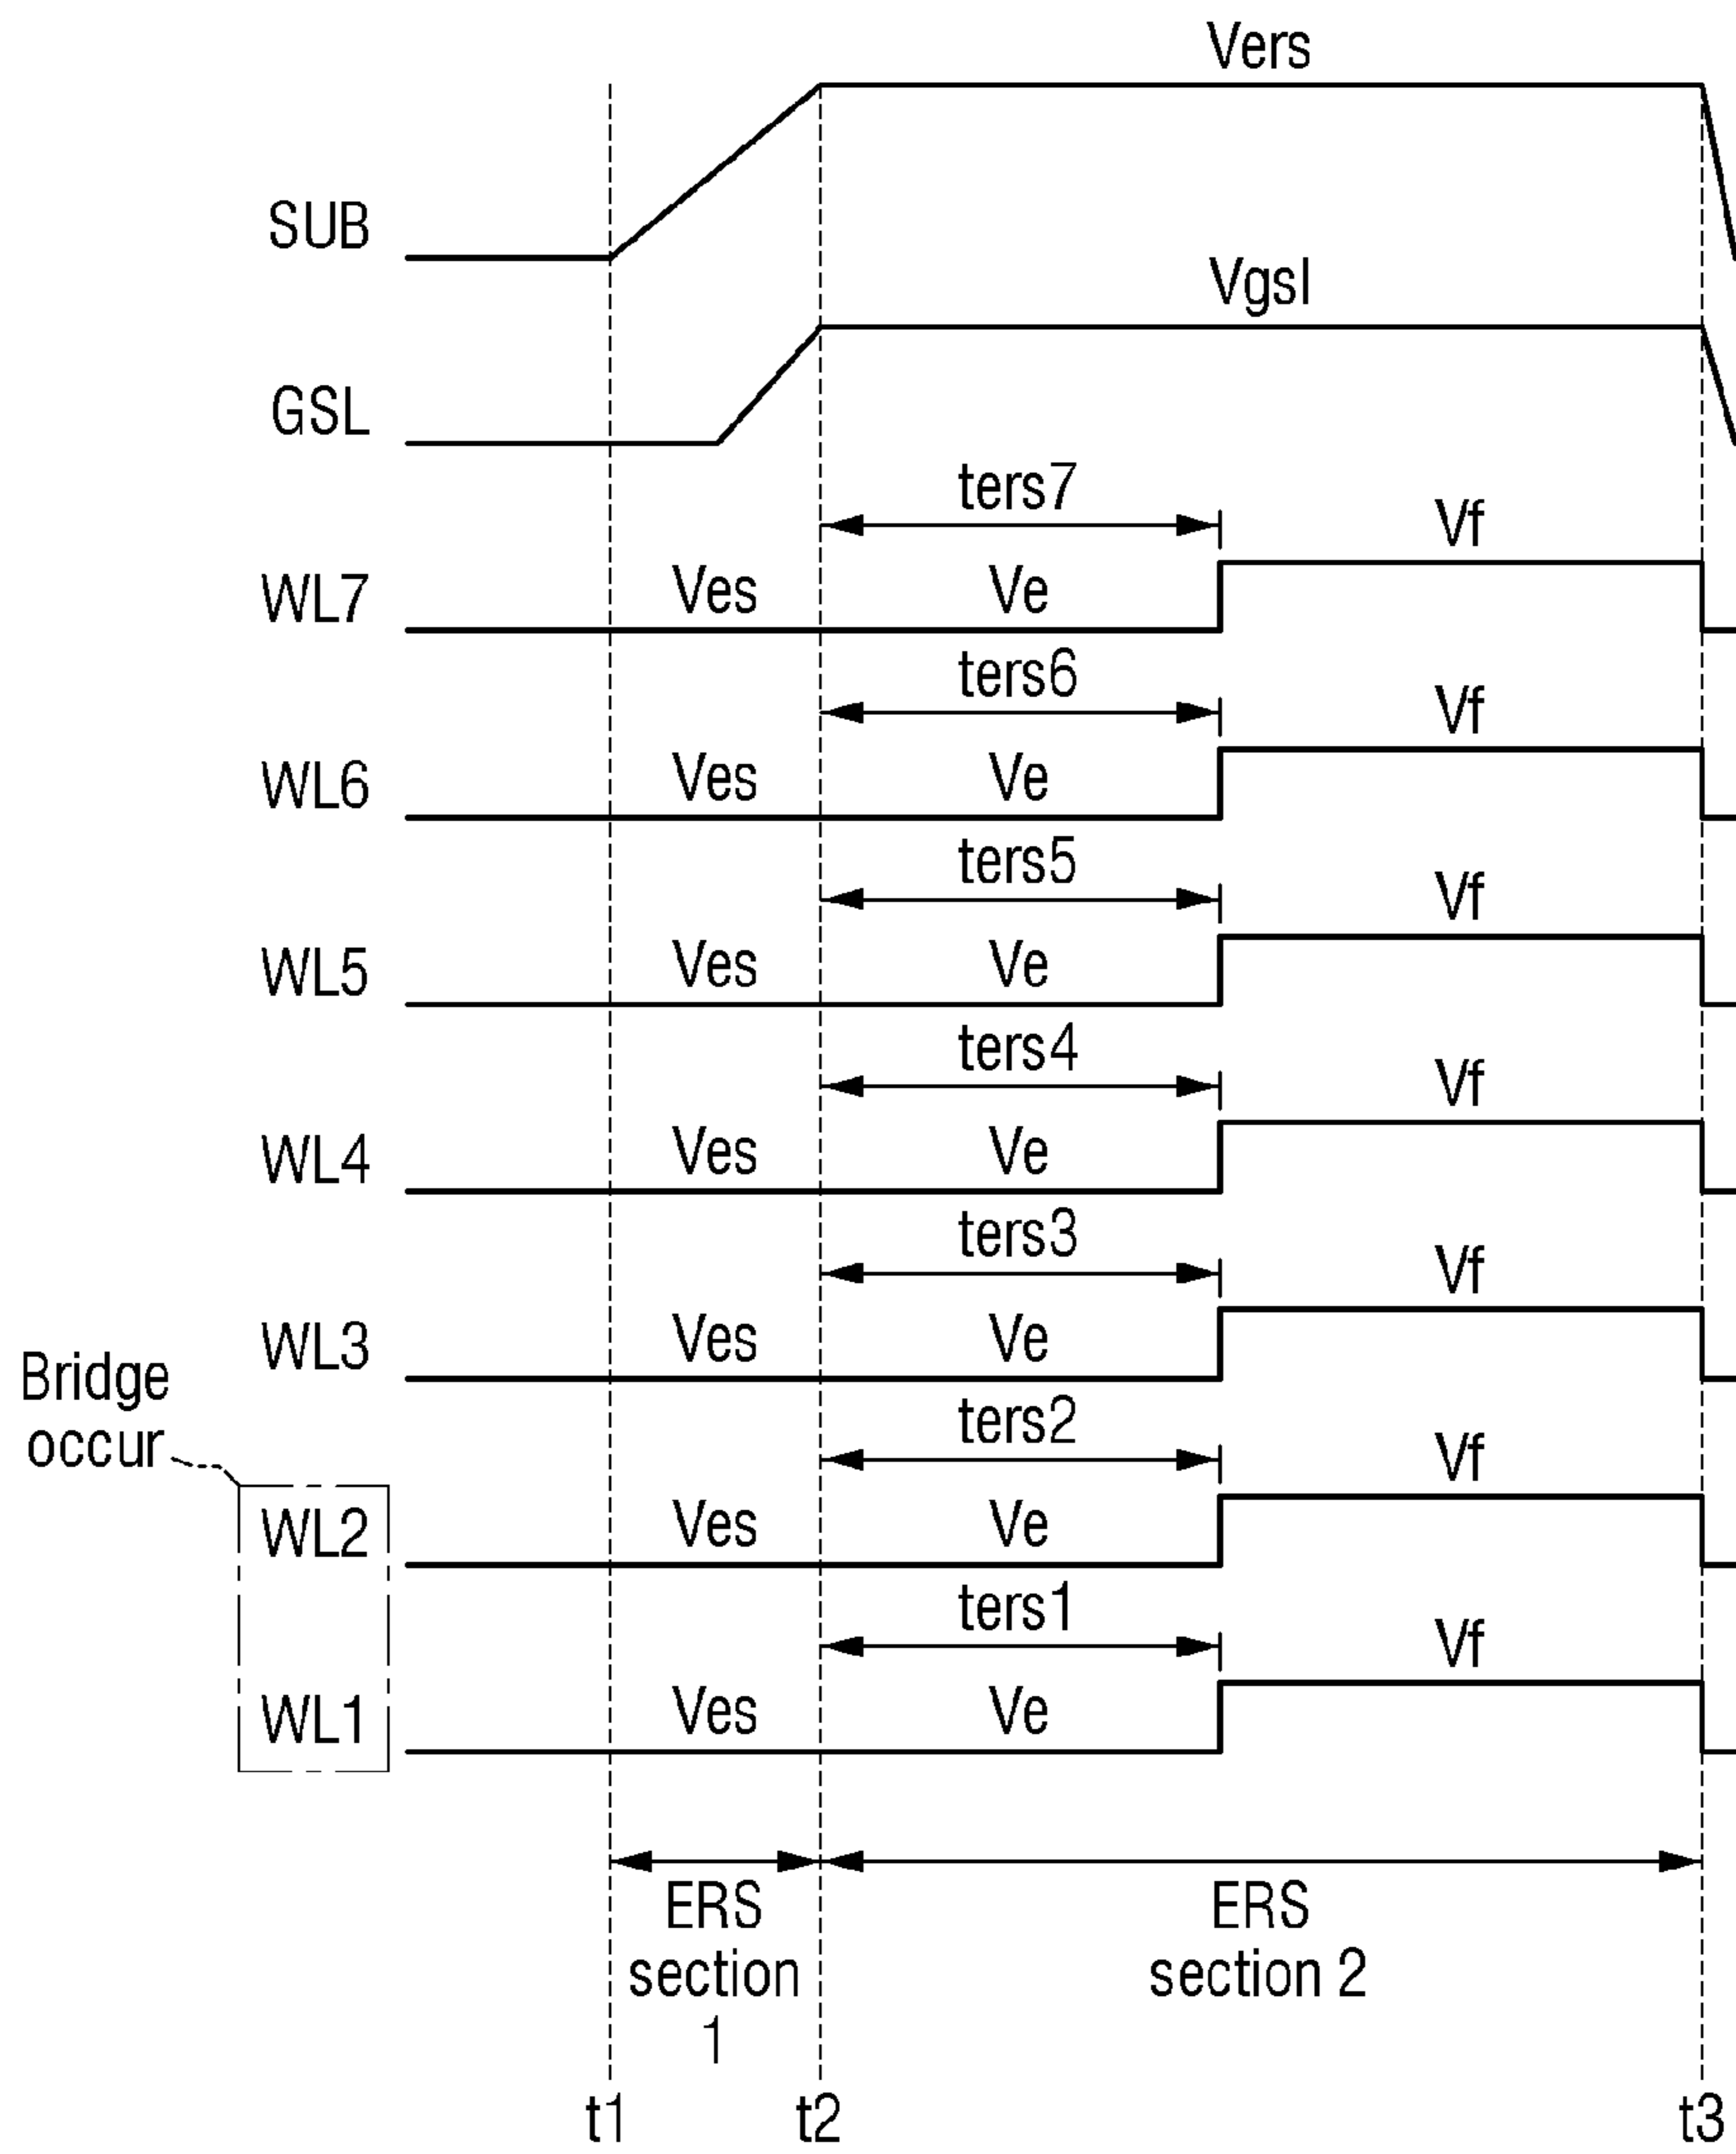 Vers
SUB
Vgsl
GSL
ters7
Vf
WL7 Ves Ve
ters6
Vf
WL6 Ves Ve
ters5
Vf
WL5 Ves Ve
ters4
Vf
WL4 Ves Ve
ters3
Vf
WL3 Ves Ve
Bridge
occur
ters2
Vf
WL2 Ves Ve
ters1
Vf
WL1 Ves Ve
ERS
section
1
ERS
section 2
t1 t2 t3